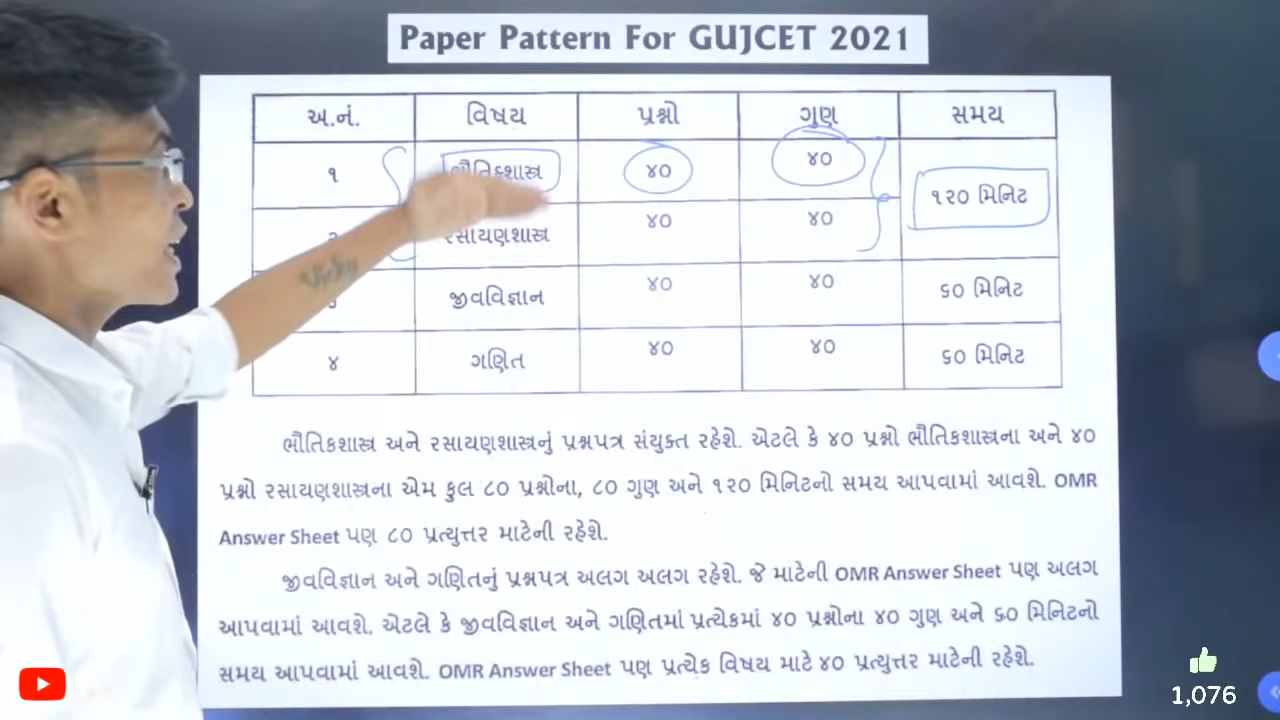 Paper Pattern For GUJCET 2021
અ.નં. વિષય પ્રશ્નો ગુણ સમય
૧ ભૌતિકશાસ્ત્ર ૪૦ ૪૦ ૧૨૦ મિનિટ
રસાયણશાસ્ત્ર ૪૦ ૪૦
જીવવિજ્ઞાન ૪૦ ૪૦ ૬૦ મિનિટ
૪ ગણિત ૪૦ ૪૦ ૬૦ મિનિટ
Vicky
ભૌતિકશાસ્ત્ર અને રસાયણશાસ્ત્રનું પ્રશ્નપત્ર સંયુક્ત રહેશે. એટલે કે ૪૦ પ્રશ્નો ભૌતિકશાસ્ત્રના અને ૪૦
પ્રશ્નો રસાયણશાસ્ત્રના એમ કુલ ૮૦ પ્રશ્નોના, ૮૦ ગુણ અને ૧૨૦ મિનિટનો સમય આપવામાં આવશે. OMR
Answer Sheet પણ ૮૦ પ્રત્યુત્તર માટેની રહેશે.
જીવવિજ્ઞાન અને ગણિતનું પ્રશ્નપત્ર અલગ અલગ રહેશે. જે માટેની OMR Answer Sheet પણ અલગ
આપવામાં આવશે. એટલે કે જીવવિજ્ઞાન અને ગણિતમાં પ્રત્યેકમાં ૪૦ પ્રશ્નોના ૪૦ ગુણ અને ૬૦ મિનિટનો
સમય આપવામાં આવશે. OMR Answer Sheet પણ પ્રત્યેક વિષય માટે ૪૦ પ્રત્યુત્તર માટેની રહેશે.
1,076